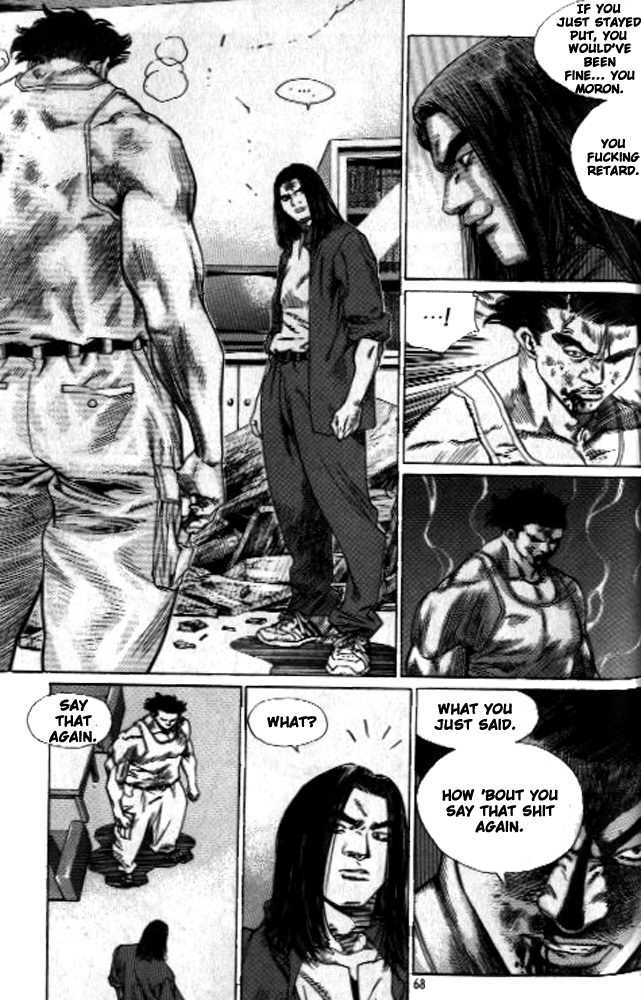 ...
IF YOU
JUST STAYED
PUT, YOU
WOULD'VE
BEEN
FINE... YOU
MORON.
YOU
FUCKING
RETARD.
...!
SAY
THAT
AGAIN.
WHAT?
WHAT YOU
JUST SAID.
HOW 'BOUT YOU
SAY THAT SHIT
AGAIN.
68